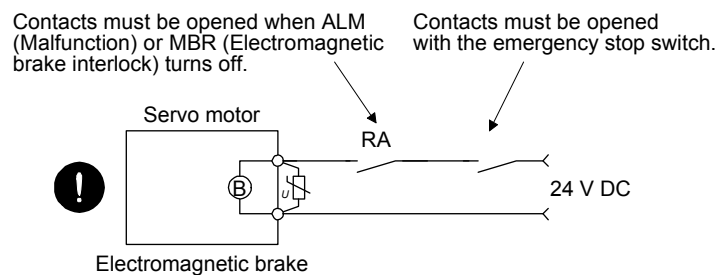 Contacts must be opened when ALM
(Malfunction) or MBR (Electromagnetic
brake interlock) turns off.
Contacts must be opened
with the emergency stop switch.
Servo motor
RA
B
U
24 V DC
Electromagnetic brake